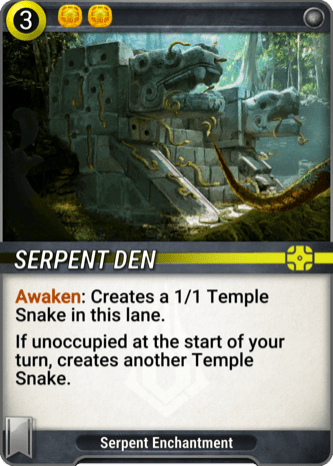 3
SERPENT DEN
Awaken: Creates a 1/1 Temple
Snake in this lane.
If unoccupied at the start of your
turn, creates another Temple
Snake.
Serpent Enchantment